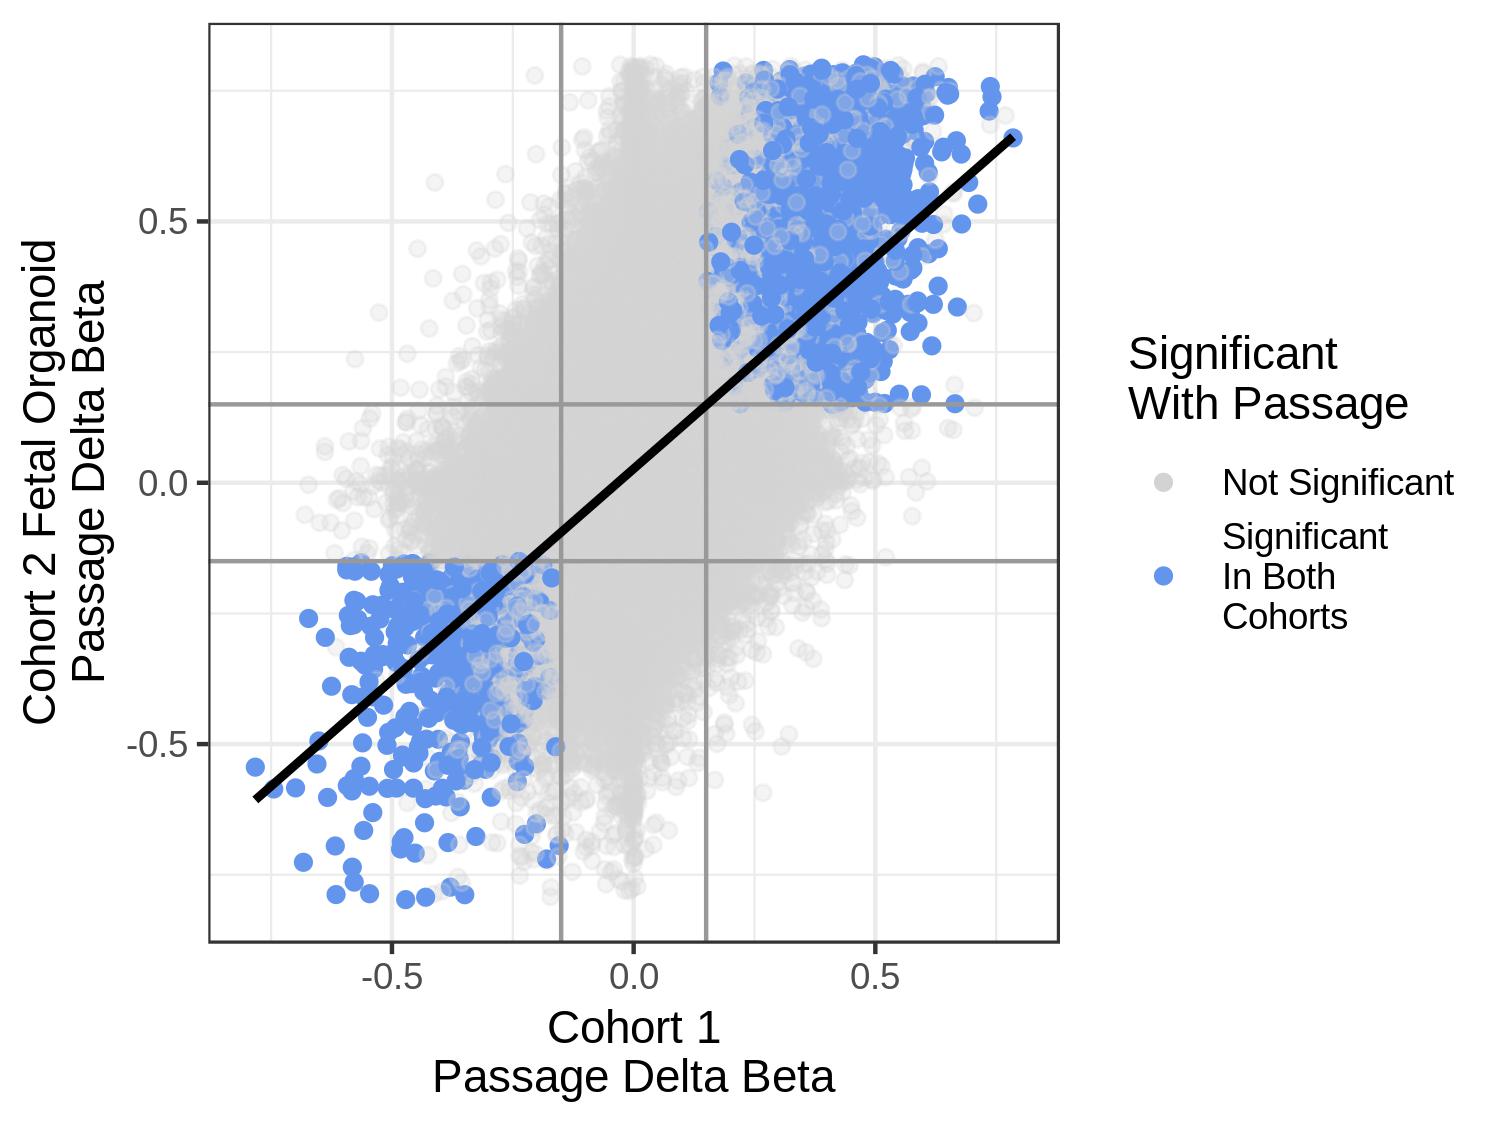 Cohort 2 Fetal Organoid
Passage Delta Beta
0.5
0.0
-0.5
-0.5
0.0
0.5
Cohort 1
Passage Delta Beta
Significant
With Passage
Not Significant
Significant
In Both
Cohorts